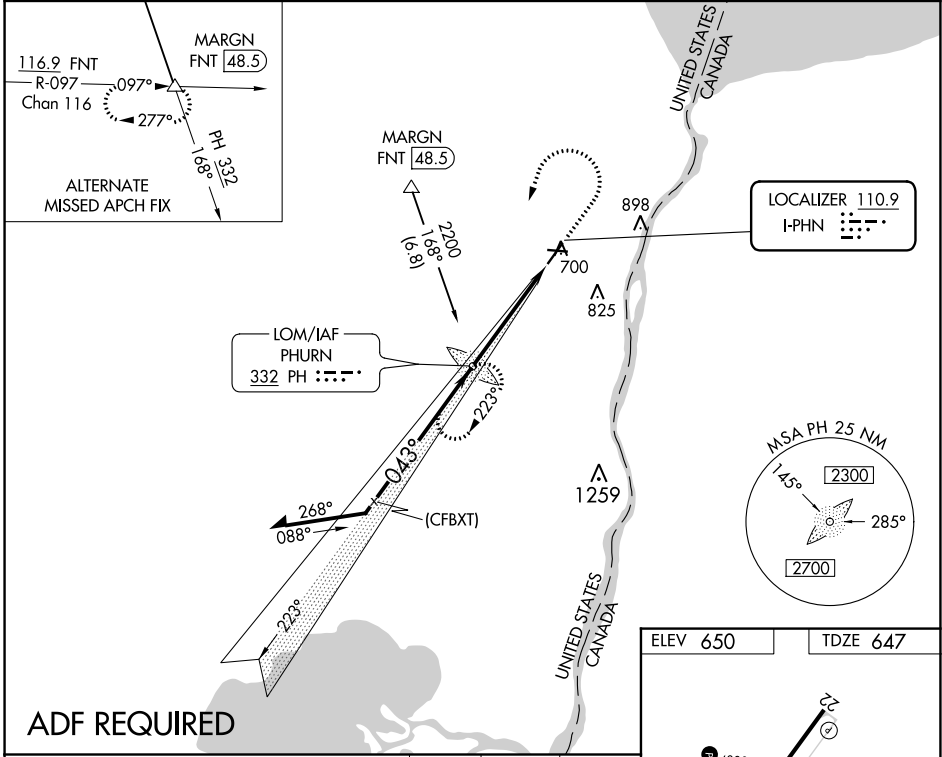 116.9 FNT
R-097
Chan 116
097°
277°
MARGN
FNT 48.5
PH 332
168°
ALTERNATE
MISSED APCH FIX
UNITED STATES
CANADA
MARGN
FNT 48.5
2200
168°
(6.8)
898
LOCALIZER 110.9
I-PHN
700
825
LOM/IAF
PHURN
332 PH
223°
043°
1259
MSA PH 25 NM
145°
2300
285°
2700
268°
088°
(CFBXT)
223°
UNITED STATES
CANADA
ELEV 650
TDZE 647
22
P
ADF REQUIRED